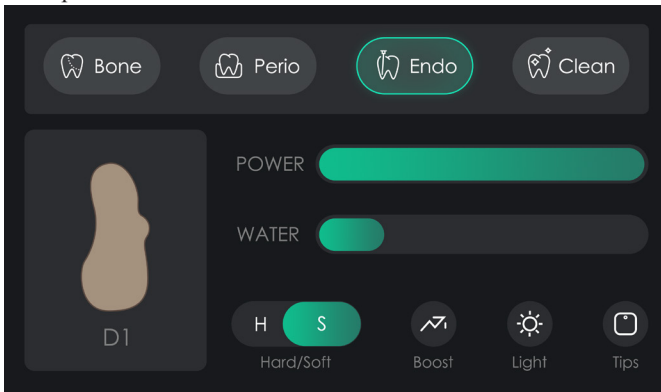 Bone Perio Endo Clean
POWER
WATER
D1
H S
Hard/Soft Boost Light Tips